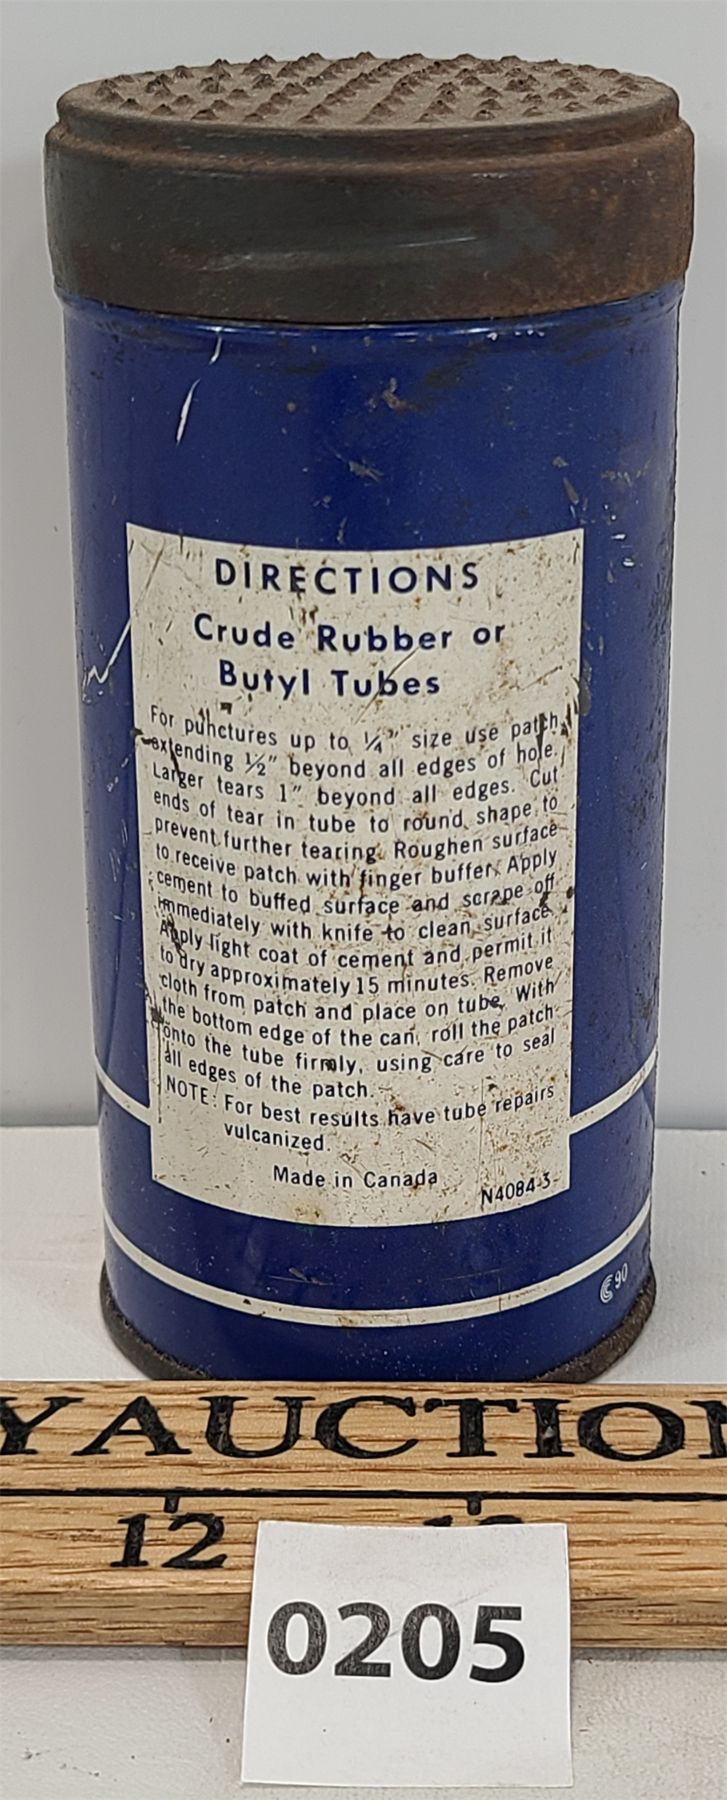 DIRECTIONS
Crude Rubber or
Butyl Tubes
For punctures up to 1/4" size use patch
extending 1/2" beyond all edges of hole.
Larger tears 1" beyond all edges. Cut
ends of tear in tube to round shape to
prevent further tearing. Roughen surface
to receive patch with finger buffer. Apply
cement to buffed surface and scrape off
immediately with knife to clean surface.
Apply light coat of cement and permit it
to dry approximately 15 minutes. Remove
cloth from patch and place on tube. With
the bottom edge of the can, roll the patch
onto the tube firmly, using care to seal
all edges of the patch.
NOTE: For best results have tube repairs
vulcanized.
Made in Canada
N4084-3
90
YAUCTION
12
0205